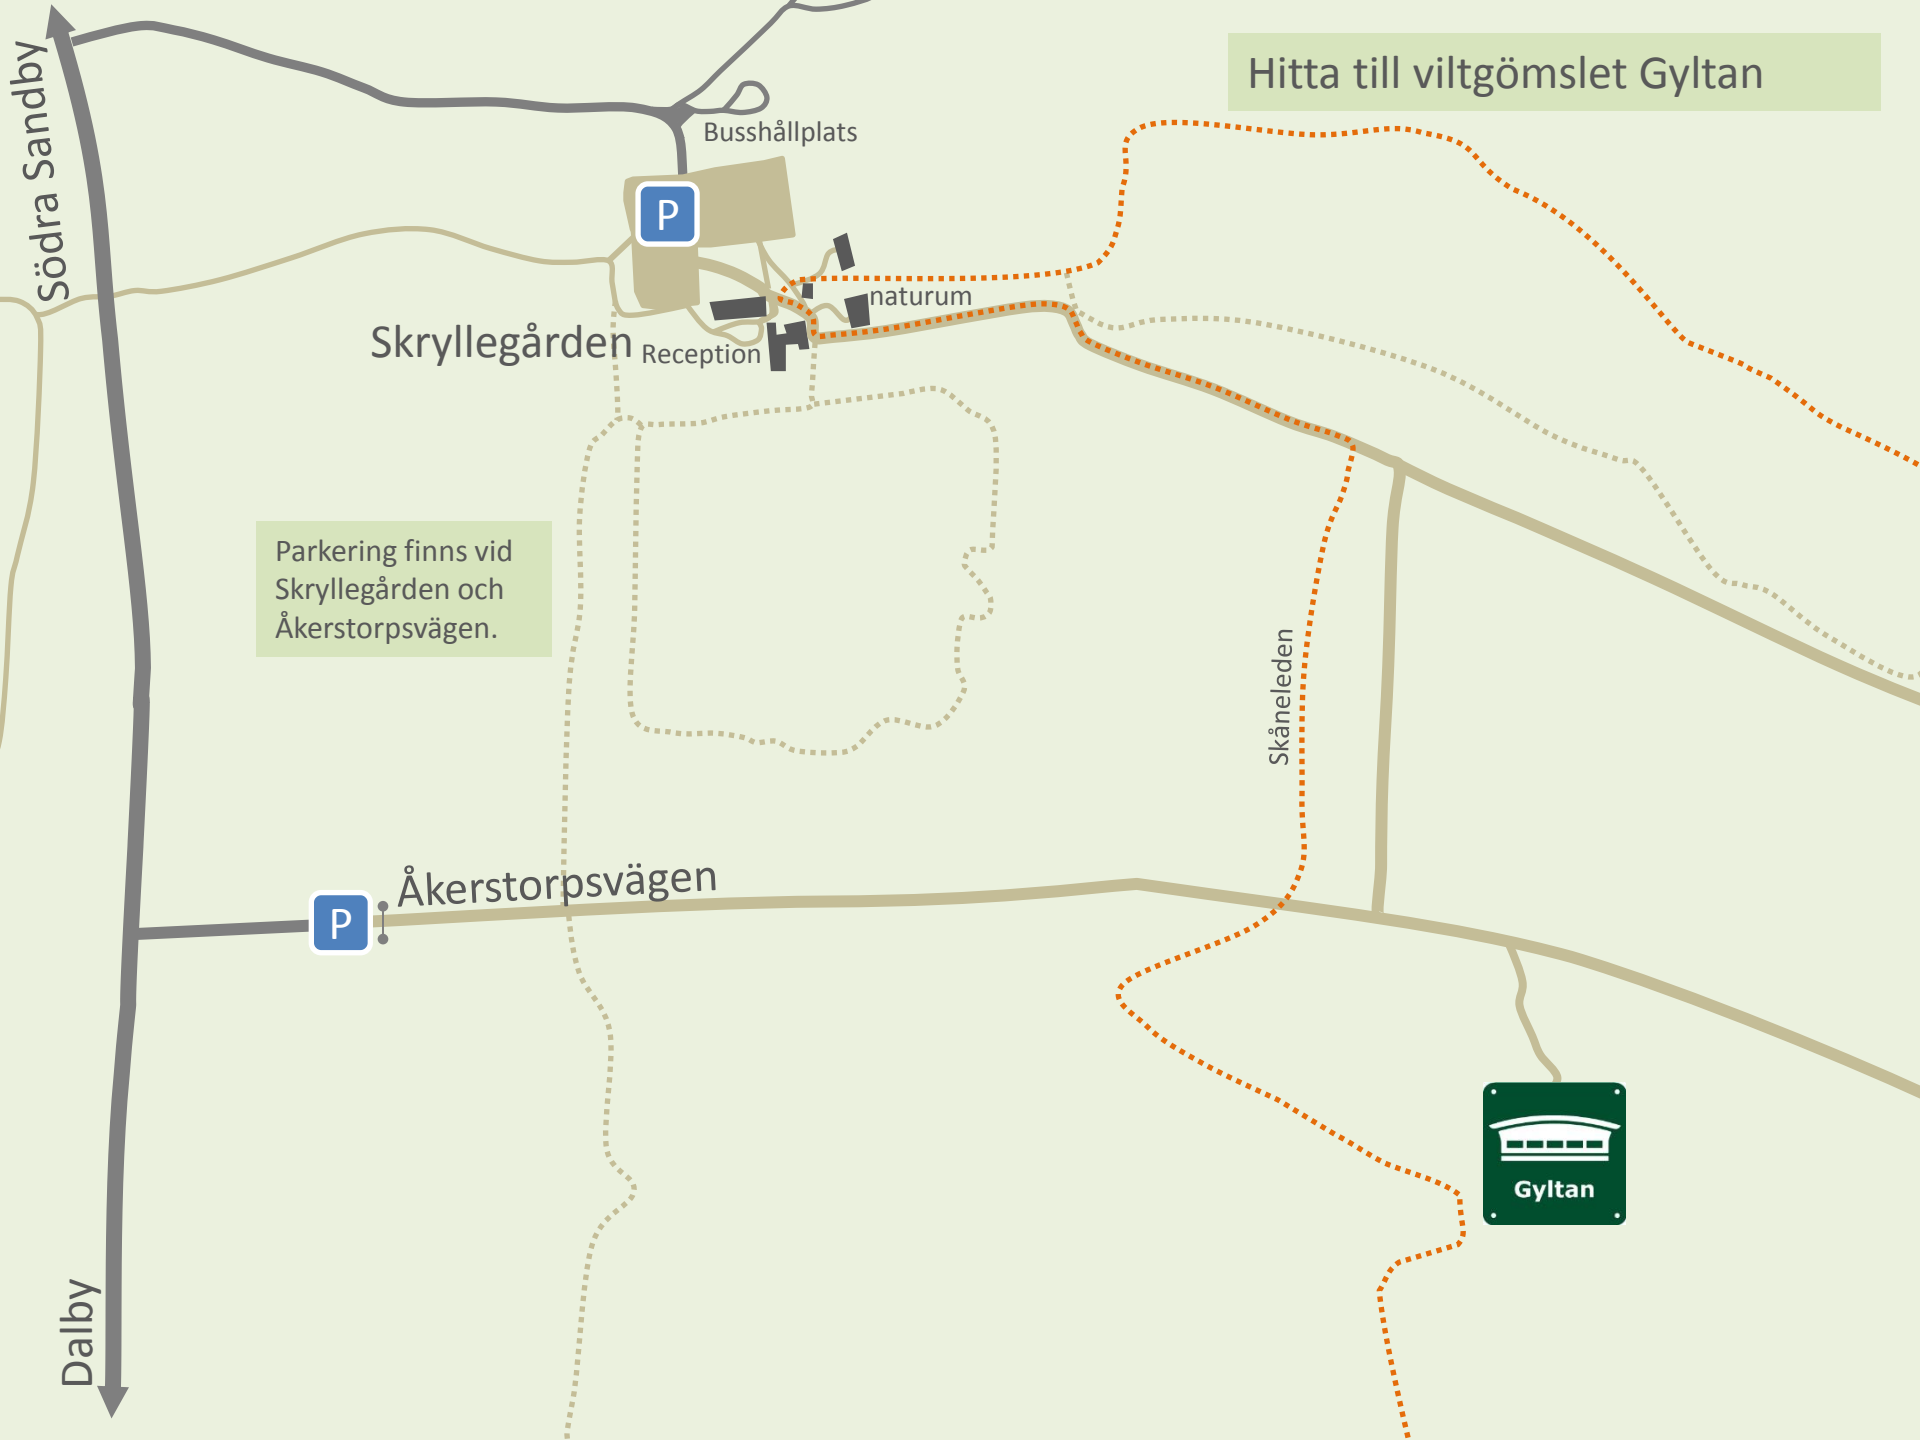 Hitta till viltgömslet Gyltan
Södra Sandby
Busshållplats
P
naturum
Skryllegården
Reception
Parkering finns vid
Skryllegården och
Åkerstorpsvägen.
Skåneleden
Åkerstorpsvägen
P
Gyltan
Dalby